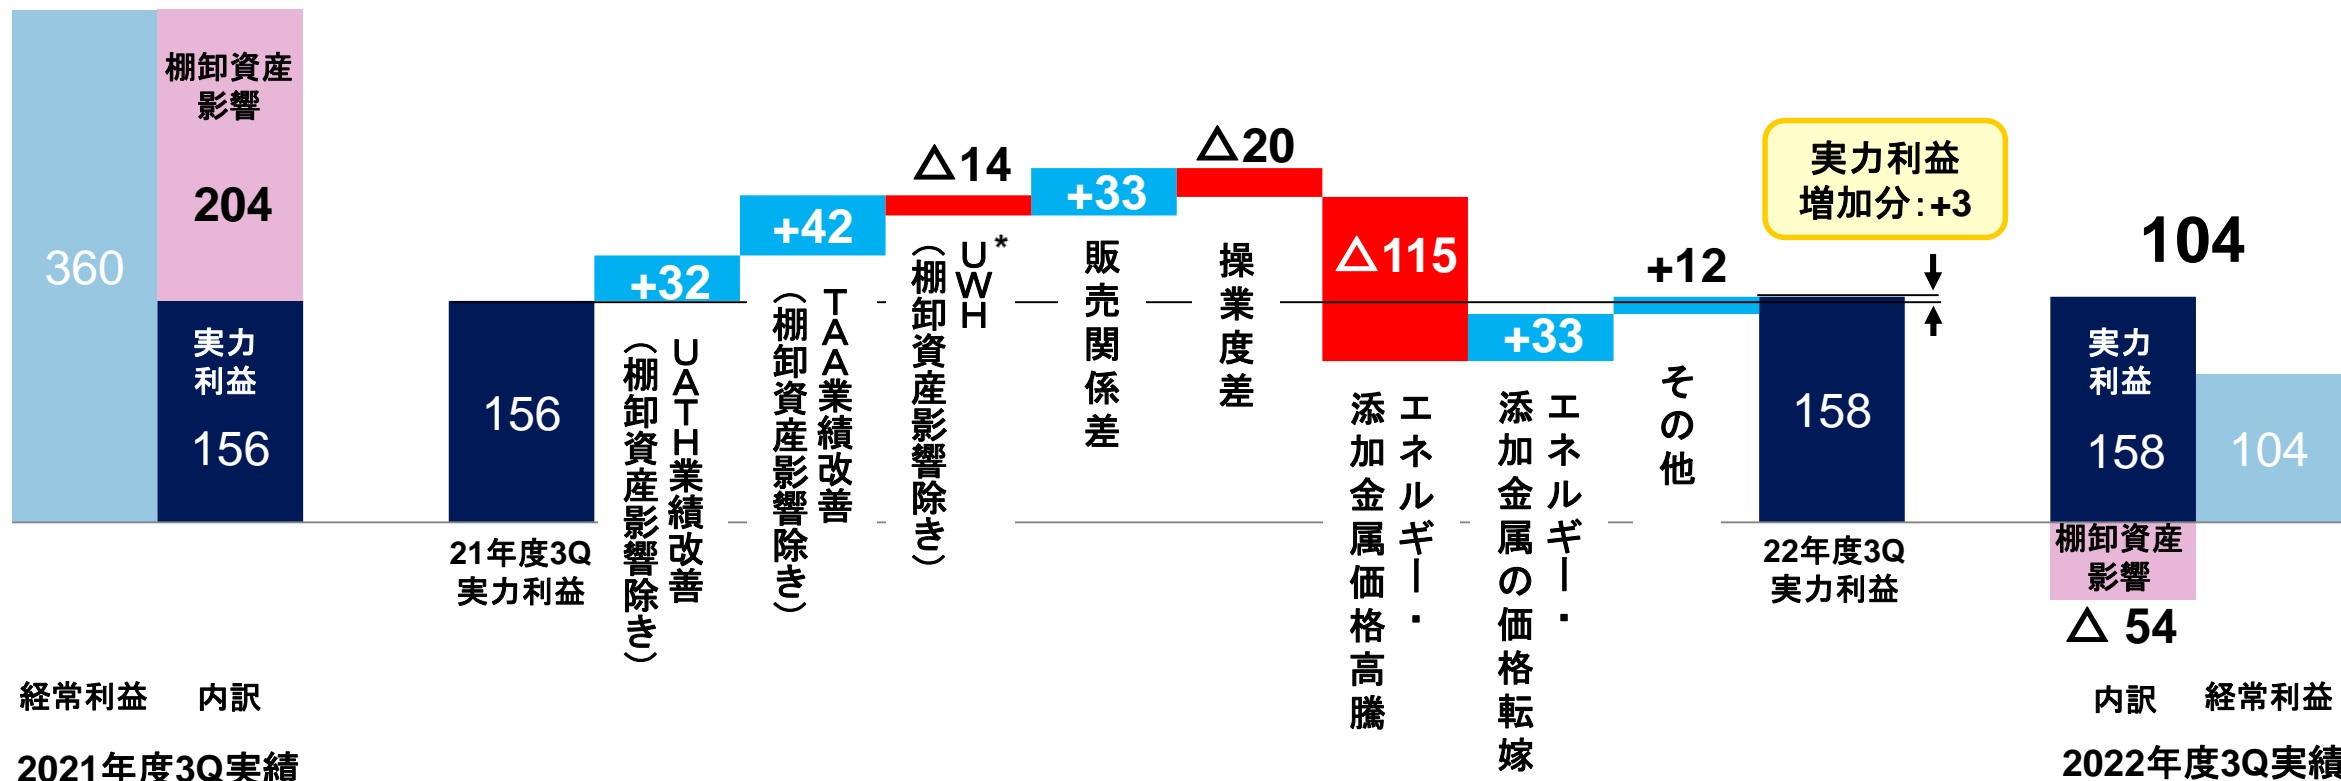 棚卸資産
影響
204
360
実力
利益
156
経常利益
内訳
2021年度3Q実績
156
21年度3Q
実力利益
+32
UATH業績改善
(棚卸資産影響除き)
+42
TAA業績改善
(棚卸資産影響除き)
△14
UWH*
(棚卸資産影響除き)
+33
販売関係差
△20
操業度差
△115
エネルギー・
添加金属価格高騰
+33
エネルギー・
添加金属の価格転嫁
+12
その他
実力利益
増加分:+3
158
22年度3Q
実力利益
104
実力
利益
158
104
棚卸資産
影響
△ 54
内訳
経常利益
2022年度3Q実績